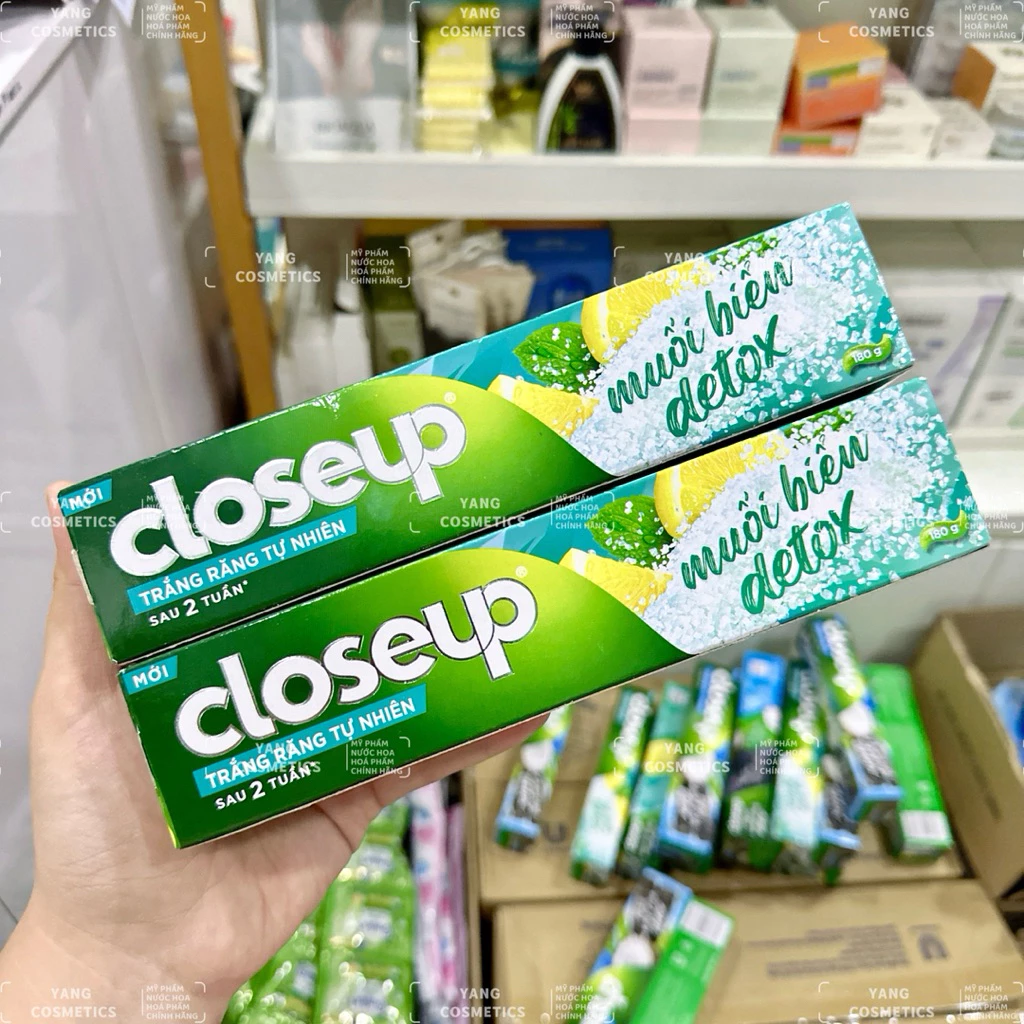 MỚI
closeup®
TRẮNG RĂNG TỰ NHIÊN
SAU 2 TUẦN*
muối biển
detox
180 g
MỚI
closeup®
TRẮNG RĂNG TỰ NHIÊN
SAU 2 TUẦN*
muối biển
detox
180 g
YANG
COSMETICS
MỸ PHẨM
NƯỚC HOA
HOÁ PHẨM
CHÍNH HÃNG